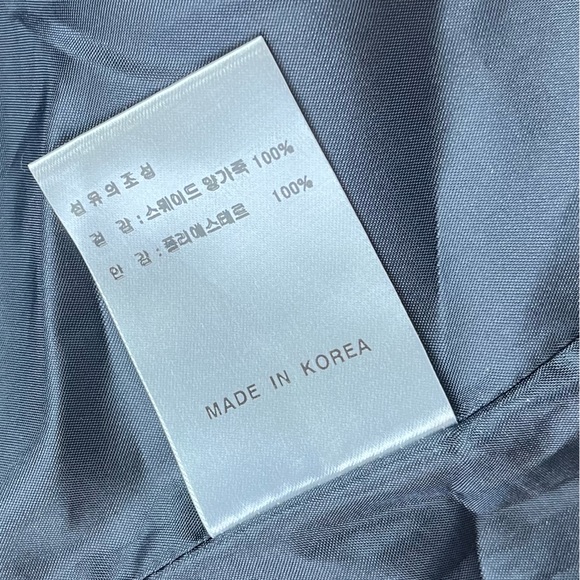 섬유의조성
겉 감 : 스웨이드 양가죽 100%
안 감 : 폴리에스테르 100%
MADE IN KOREA